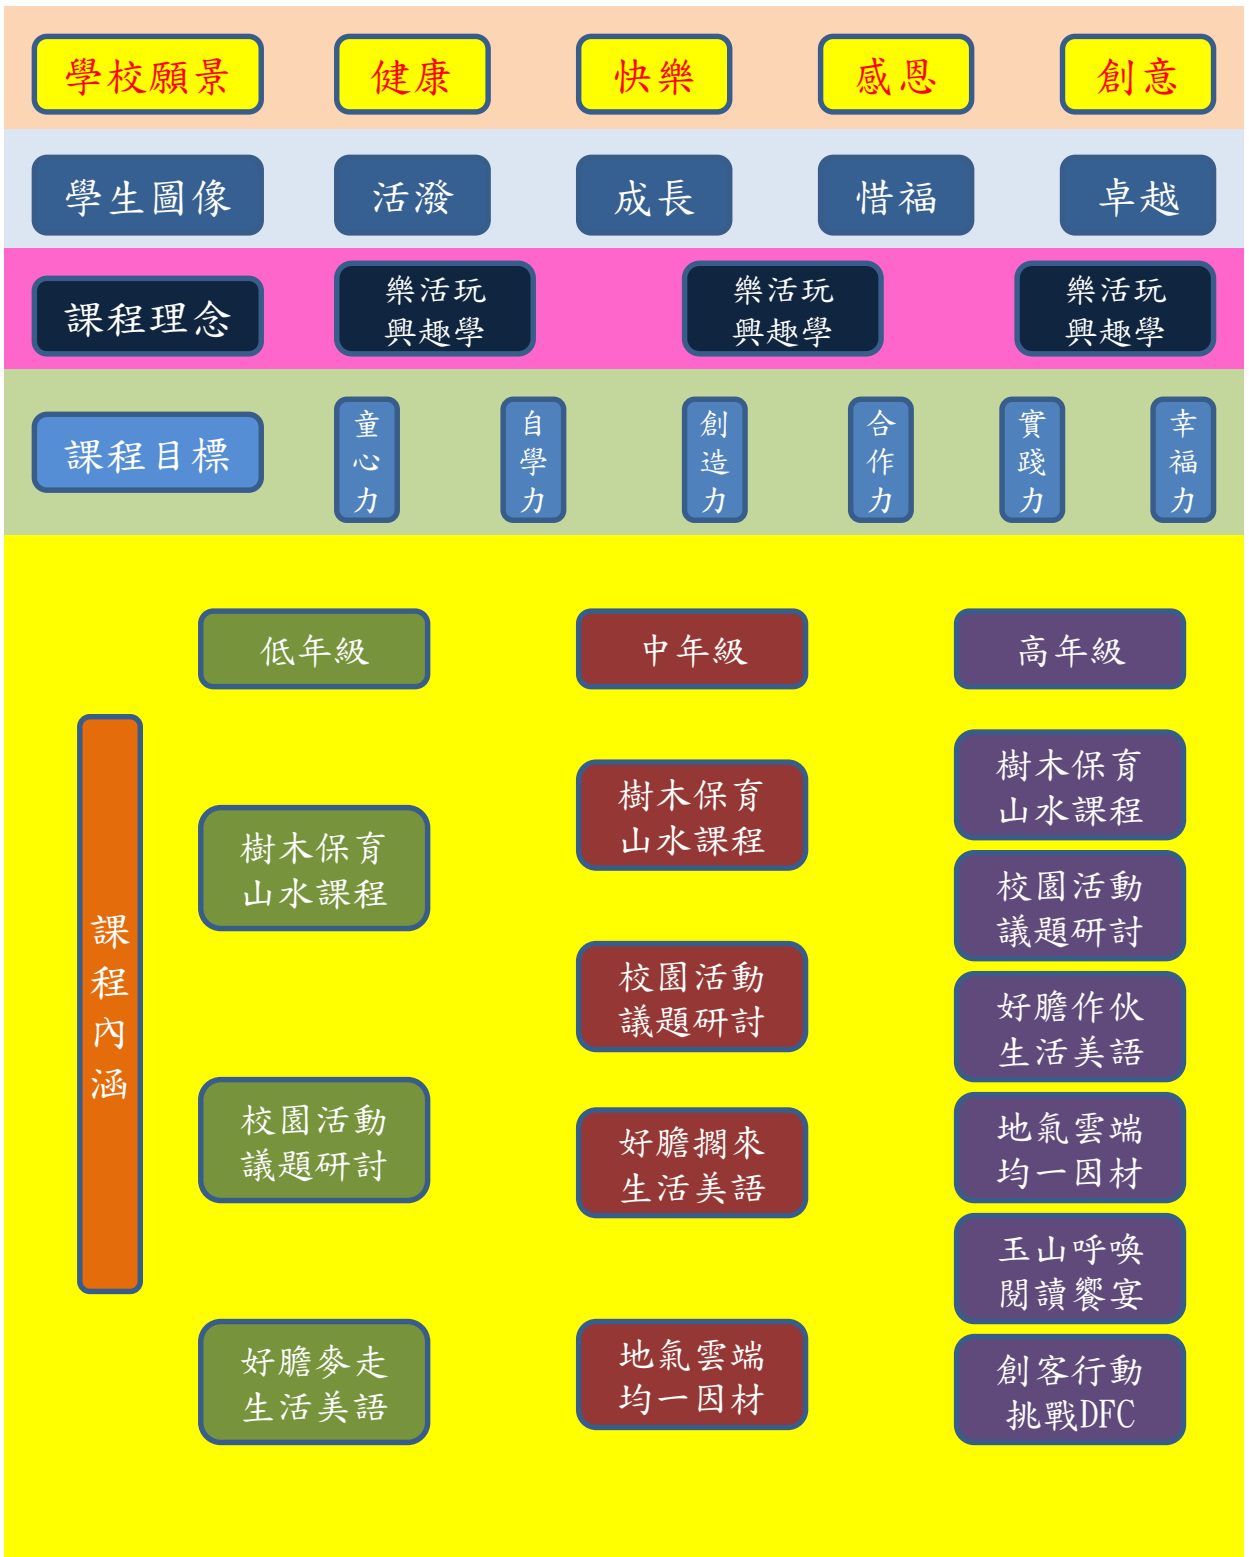 學校願景
健康
快樂
感恩
創意
學生圖像
活潑
成長
惜福
卓越
課程理念
樂活玩
興趣學
樂活玩
興趣學
樂活玩
興趣學
課程目標
童心力
自學力
創造力
合作力
實踐力
幸福力
課程內涵
低年級
樹木保育
山水課程
校園活動
議題研討
好膽麥走
生活美語
中年級
樹木保育
山水課程
校園活動
議題研討
好膽擱來
生活美語
地氣雲端
均一因材
高年級
樹木保育
山水課程
校園活動
議題研討
好膽作伙
生活美語
地氣雲端
均一因材
玉山呼喚
閱讀饗宴
創客行動
挑戰DFC